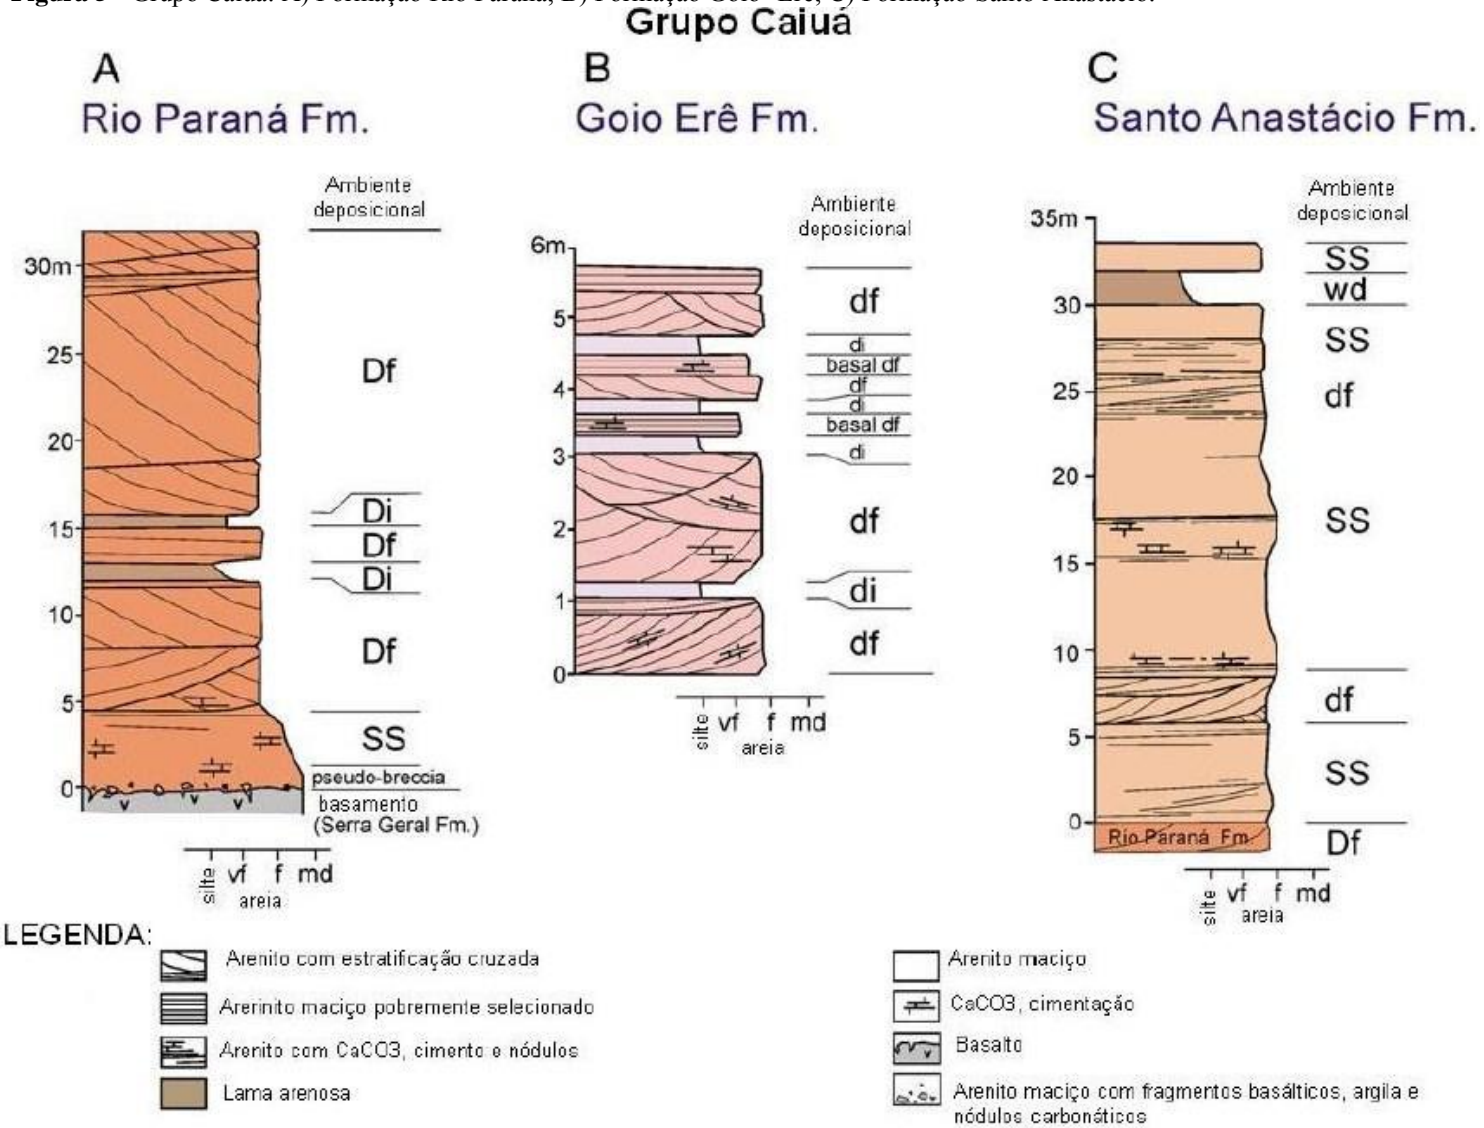 Grupo Caiuá
A
Rio Paraná Fm.
Ambiente
deposicional
30m
25
20
15
10
5
0
Df
Di
Df
Di
Df
SS
pseudo-breccia
basamento
(Serra Geral Fm.)
silte
vf f md
areia
B
Goio Erê Fm.
Ambiente
deposicional
6m
5
4
3
2
1
0
df
di
basal df
df
di
basal df
di
df
di
df
silte
vf f md
areia
C
Santo Anastácio Fm.
Ambiente
deposicional
35m
30
25
20
15
10
5
0
SS
wd
SS
df
SS
df
SS
Df
Rio Paraná Fm
silte
vf f md
areia
LEGENDA:
Arenito com estratificação cruzada
Arerinito maciço pobremente selecionado
Arenito com CaCO3, cimento e nódulos
Lama arenosa
Arenito maciço
CaCO3, cimentação
Basalto
Arenito maciço com fragmentos basálticos, argila e
nódulos carbonáticos